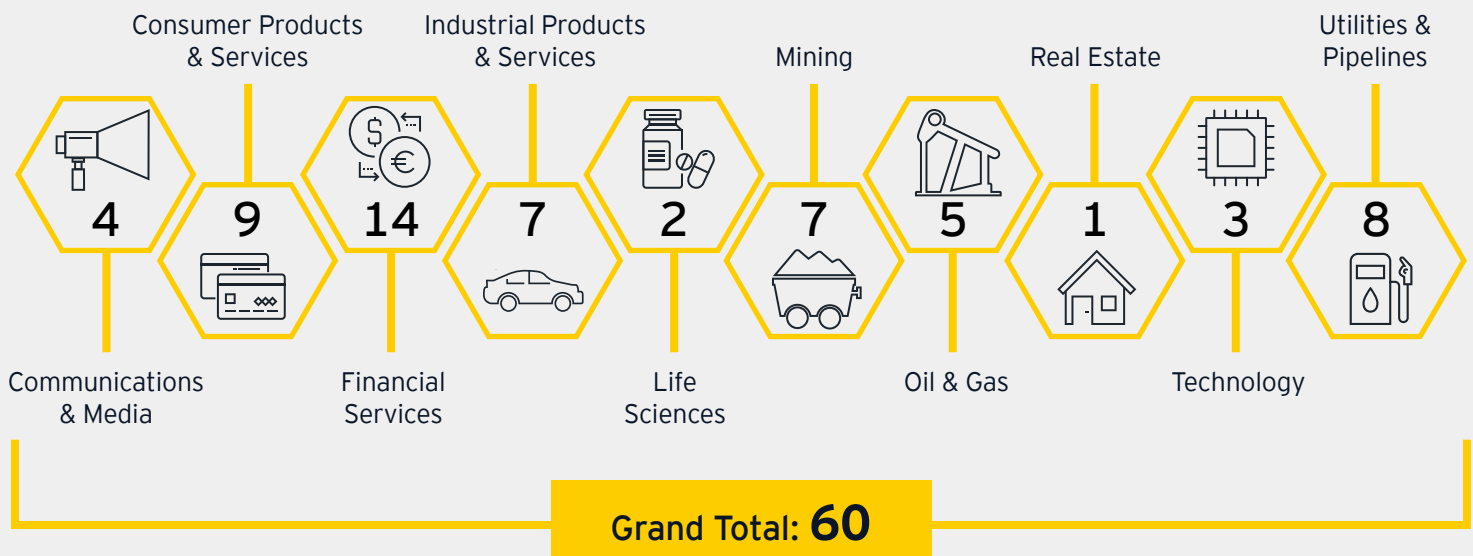 Consumer Products
& Services
Industrial Products
& Services
Mining
Real Estate
Utilities &
Pipelines
$
€
4
9
14
7
2
7
5
1
3
8
Communications
& Media
Financial
Services
Life
Sciences
Oil & Gas
Technology
Grand Total: 60